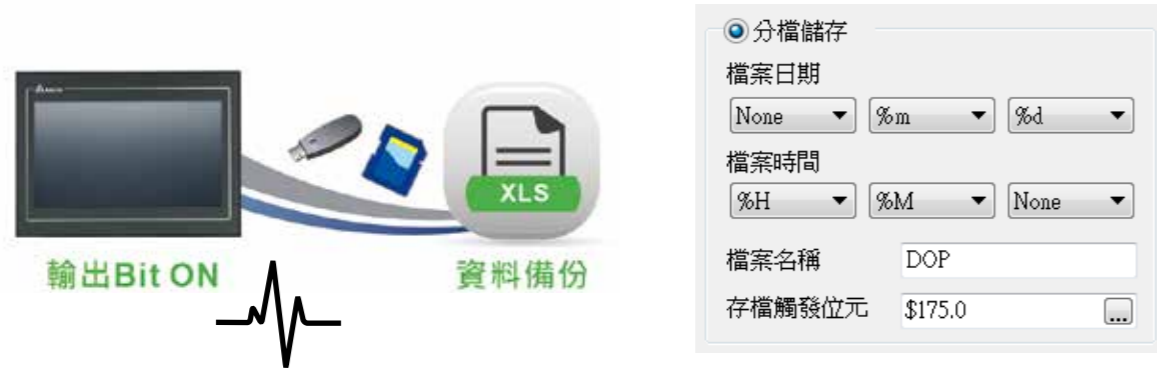 XLS
輸出Bit ON
資料備份
分檔儲存
檔案日期
None %m %d
檔案時間
%H %M None
檔案名稱 DOP
存檔觸發位元 $175.0 ...